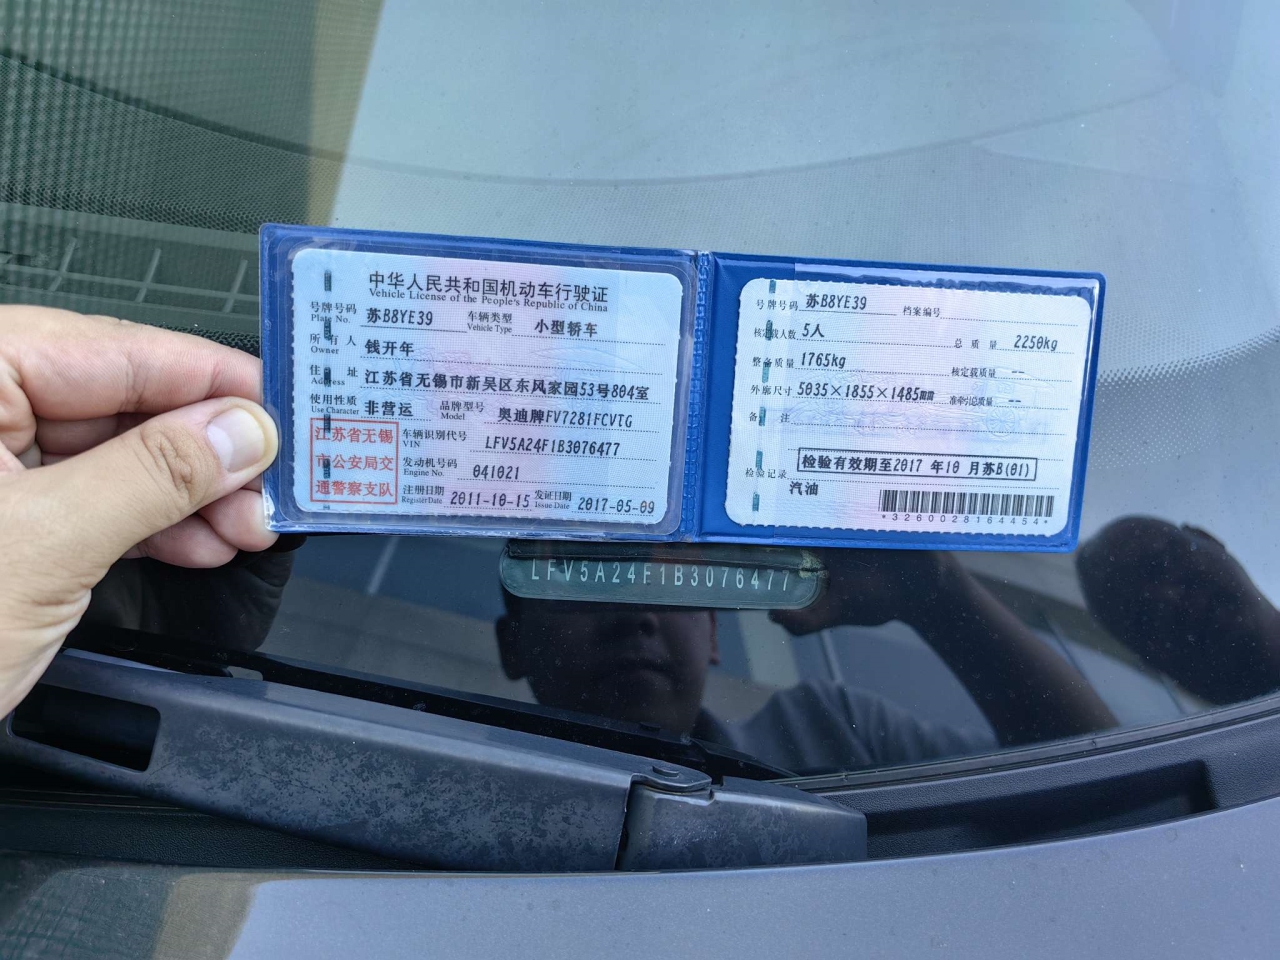 中华人民共和国机动车行驶证
Vehicle License of the People's Republic of China
号牌号码 苏B8YE39 车辆类型 小型轿车
Plate No. Vehicle Type
所有人 钱开年
Owner
住址 江苏省无锡市新吴区东风家园53号804室
Address
使用性质 非营运 品牌型号 奥迪牌FV7281FCVTG
Use Character Model
江苏省无锡
市公安局交
通警察支队
车辆识别代号 LFV5A24F1B3076477
VIN
发动机号码 041021
Engine No.
注册日期 2011-10-15 发证日期 2017-05-09
Register Date Issue Date
号牌号码 苏B8YE39 档案编号
核定载人数 5人 总质量 2250kg
整备质量 1765kg 核定载质量 --
外廓尺寸 5035×1855×1485mm 准牵引总质量 --
备注
检验记录 检验有效期至2017年10月苏B(01)
汽油
*3260028164454*
LFV5A24F1B3076477